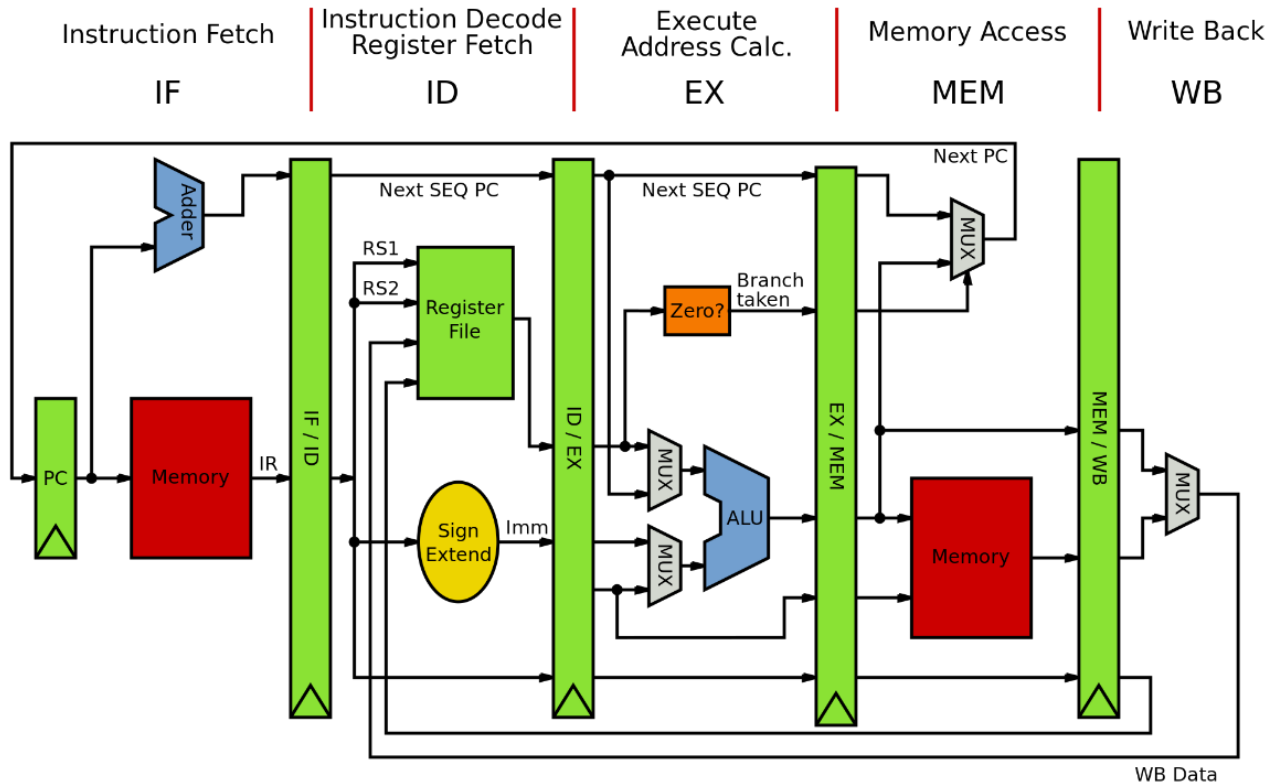 Instruction Fetch
Instruction Decode
Register Fetch
Execute
Address Calc.
Memory Access
Write Back
IF
ID
EX
MEM
WB
Next PC
Adder
Next SEQ PC
Next SEQ PC
MUX
RS1
RS2
Register
File
Branch
taken
Zero?
IF / ID
ID / EX
EX / MEM
MEM / WB
PC
Memory
IR
MUX
ALU
MUX
Sign
Extend
Imm
MUX
Memory
WB Data